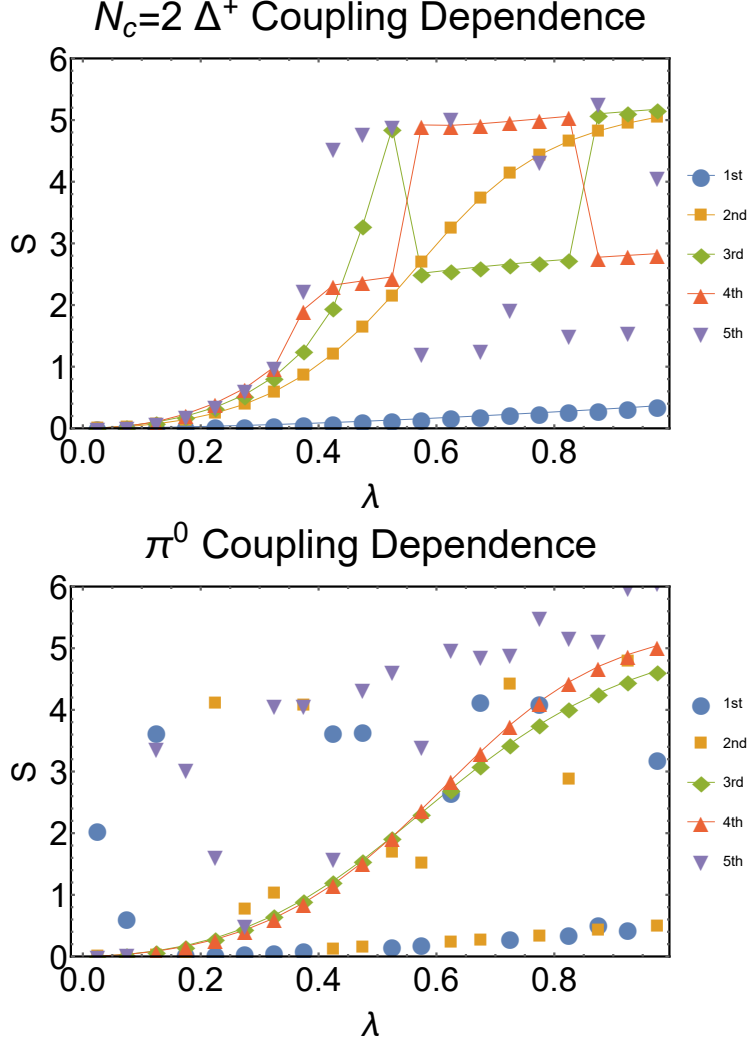 N_c=2 Δ⁺ Coupling Dependence
6
5
4
3
2
1
0
S
0.0 0.2 0.4 0.6 0.8
λ
1st
2nd
3rd
4th
5th
π⁰ Coupling Dependence
6
5
4
3
2
1
0
S
0.0 0.2 0.4 0.6 0.8
λ
1st
2nd
3rd
4th
5th